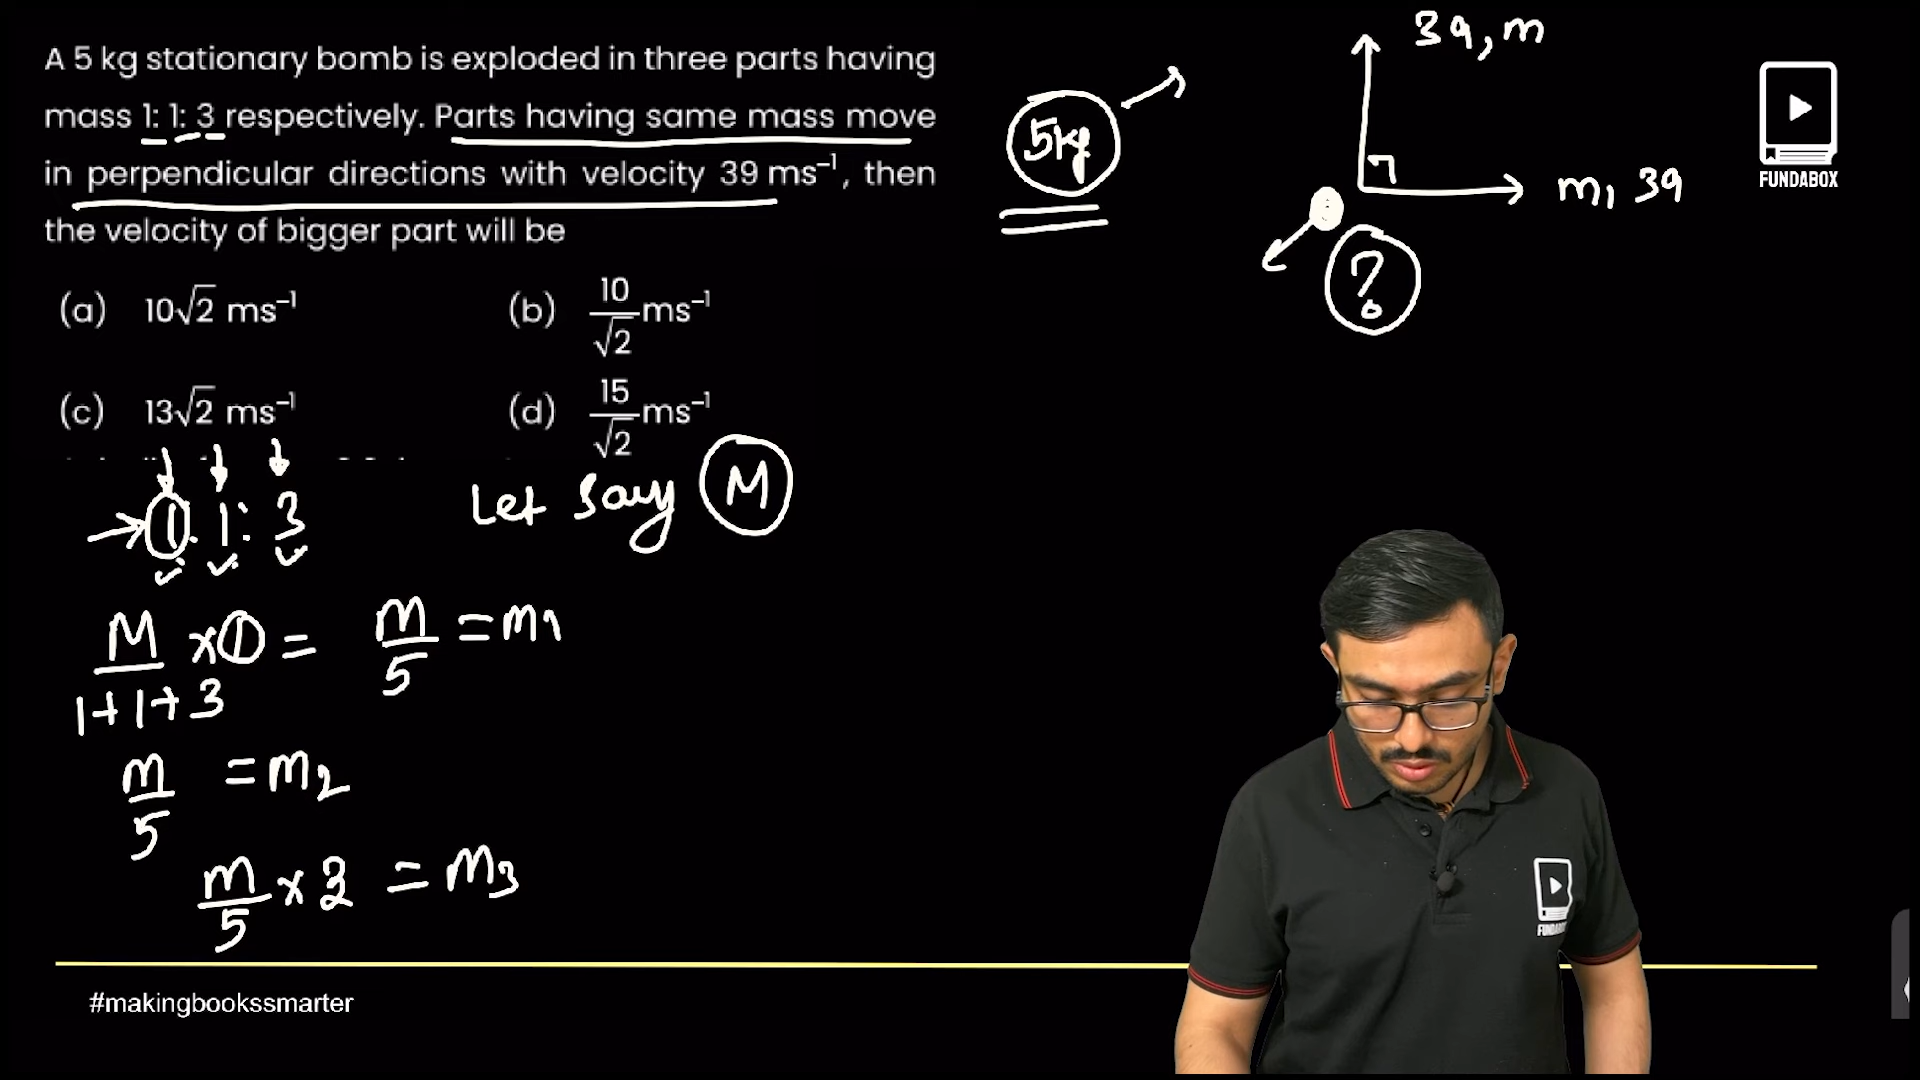 A 5 kg stationary bomb is exploded in three parts having
mass 1: 1: 3 respectively. Parts having same mass move
in perpendicular directions with velocity 39 ms⁻¹, then
the velocity of bigger part will be
(a) 10√2 ms⁻¹ (b) 10/√2 ms⁻¹
(c) 13√2 ms⁻¹ (d) 15/√2 ms⁻¹
5kg
39, m
m, 39
?
FUNDABOX
1: 1: 3
Let say M
M/(1+1+3) ×1 = m/5 = m1
m/5 = m2
m/5 × 3 = m3
#makingbookssmarter